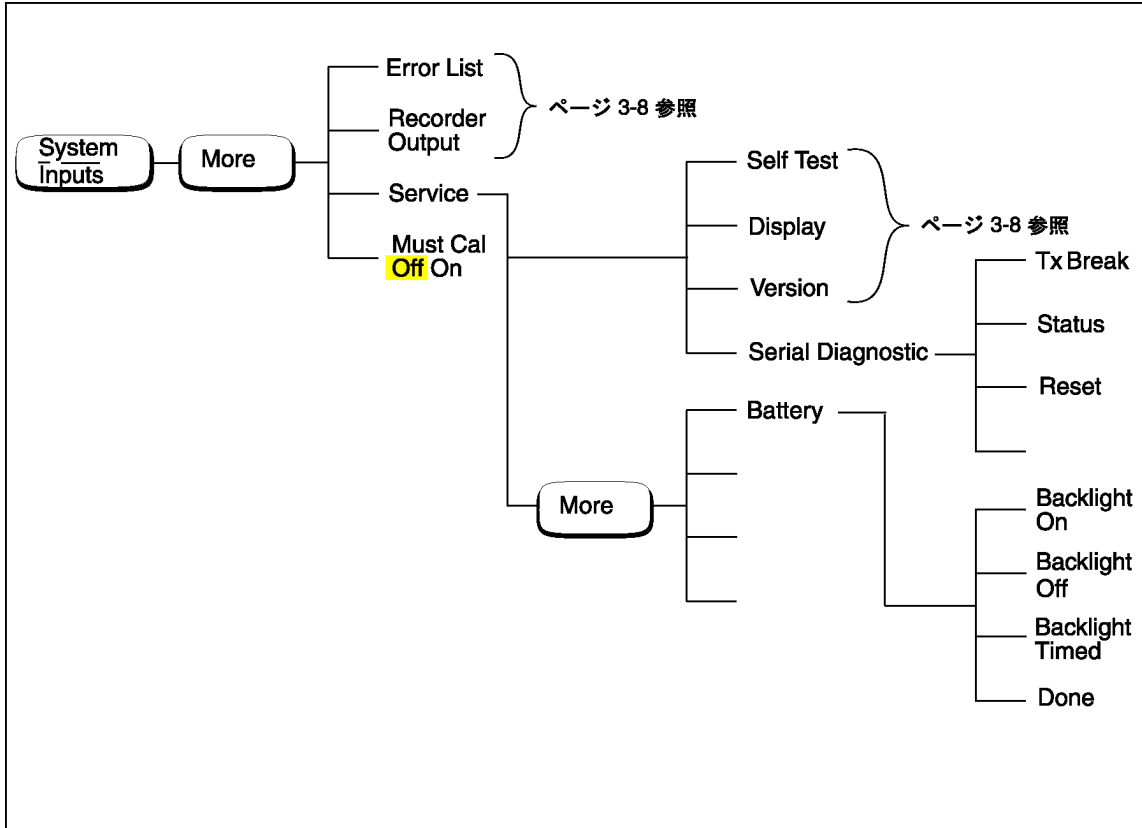 System
Inputs
More
Error List
Recorder
Output
ページ 3-8 参照
Service
Must Cal
Off On
Self Test
Display
Version
ページ 3-8 参照
Serial Diagnostic
Tx Break
Status
Reset
More
Battery
Backlight
On
Backlight
Off
Backlight
Timed
Done